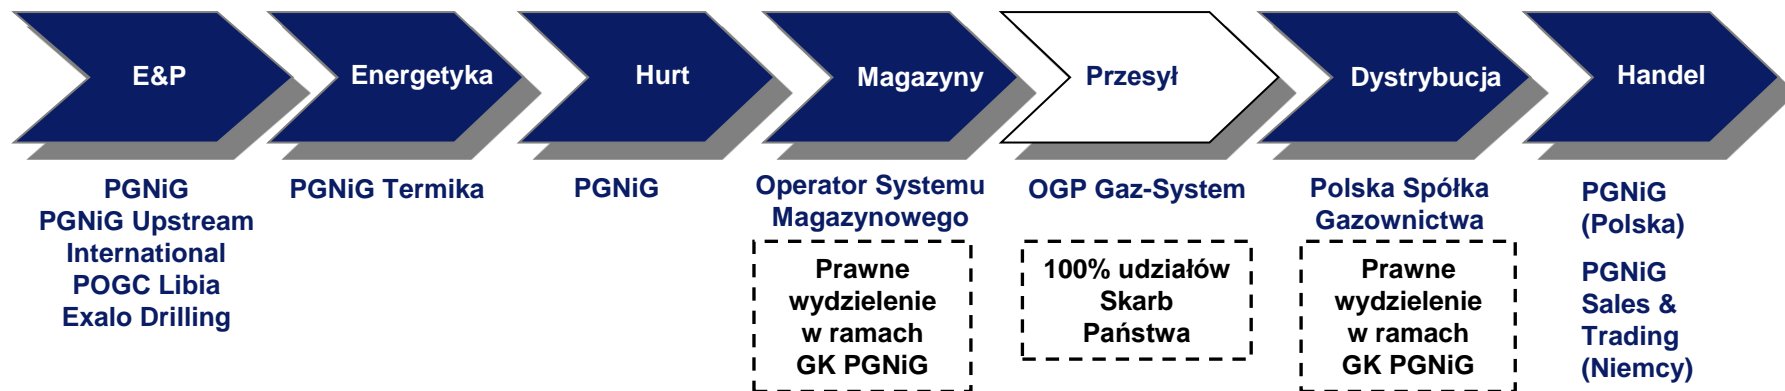 E&P
Energetyka
Hurt
Magazyny
Przesył
Dystrybucja
Handel
PGNiG
PGNiG Upstream
International
POGC Libia
Exalo Drilling
PGNiG Termika
PGNiG
Operator Systemu
Magazynowego
Prawne
wydzielenie
w ramach
GK PGNiG
OGP Gaz-System
100% udziałów
Skarb
Państwa
Polska Spółka
Gazownictwa
Prawne
wydzielenie
w ramach
GK PGNiG
PGNiG
(Polska)
PGNiG
Sales &
Trading
(Niemcy)